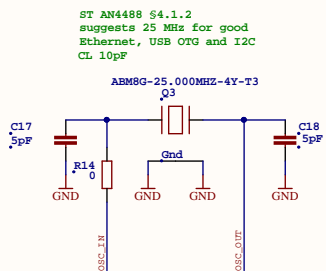 ST AN4488 §4.1.2
suggests 25 MHz for good
Ethernet, USB OTG and I2C
CL 10pF
ABM8G-25.000MHZ-4Y-T3
Q3
C17
5pF
C18
5pF
Gnd
R14
0
GND
GND
GND
GND
OSC_IN
OSC_OUT